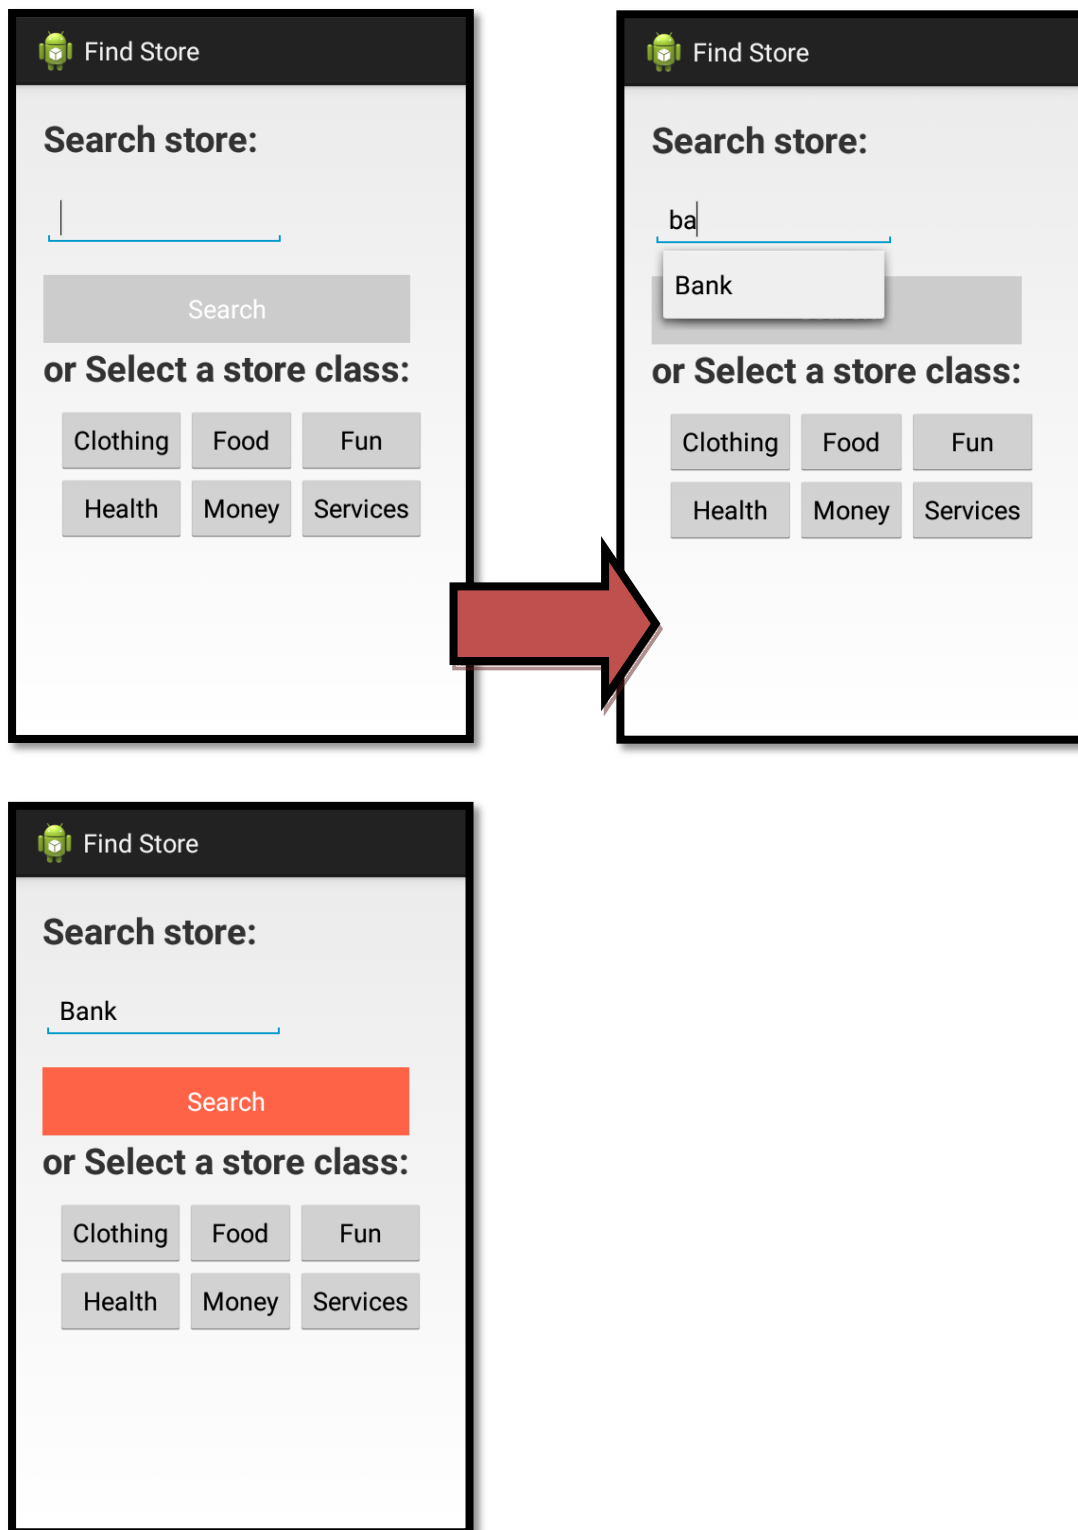 Find Store
Search store:
Search
or Select a store class:
Clothing Food Fun
Health Money Services
Find Store
Search store:
ba
Bank
or Select a store class:
Clothing Food Fun
Health Money Services
Find Store
Search store:
Bank
Search
or Select a store class:
Clothing Food Fun
Health Money Services